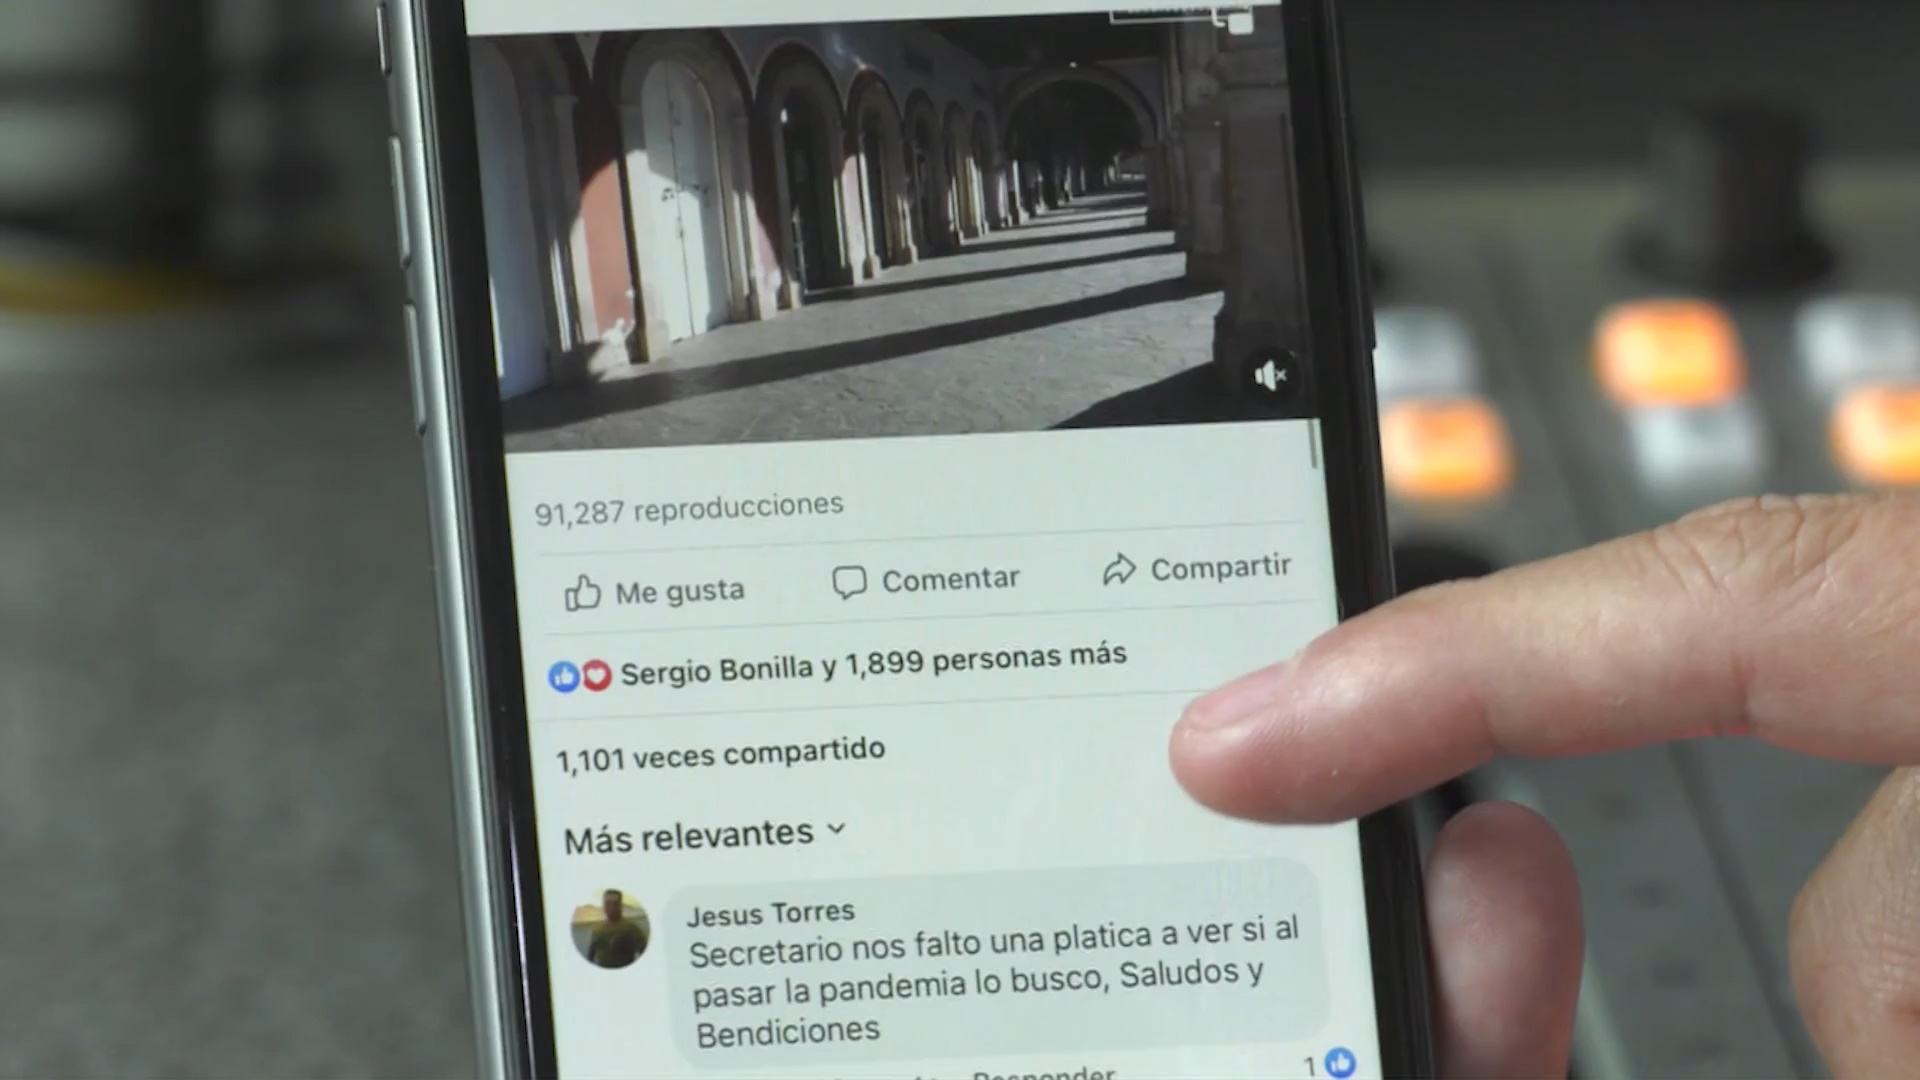 91,287 reproducciones
Me gusta
Comentar
Compartir
Sergio Bonilla y 1,899 personas más
1,101 veces compartido
Más relevantes
Jesus Torres
Secretario nos falto una platica a ver si al
pasar la pandemia lo busco, Saludos y
Bendiciones
Responder
1